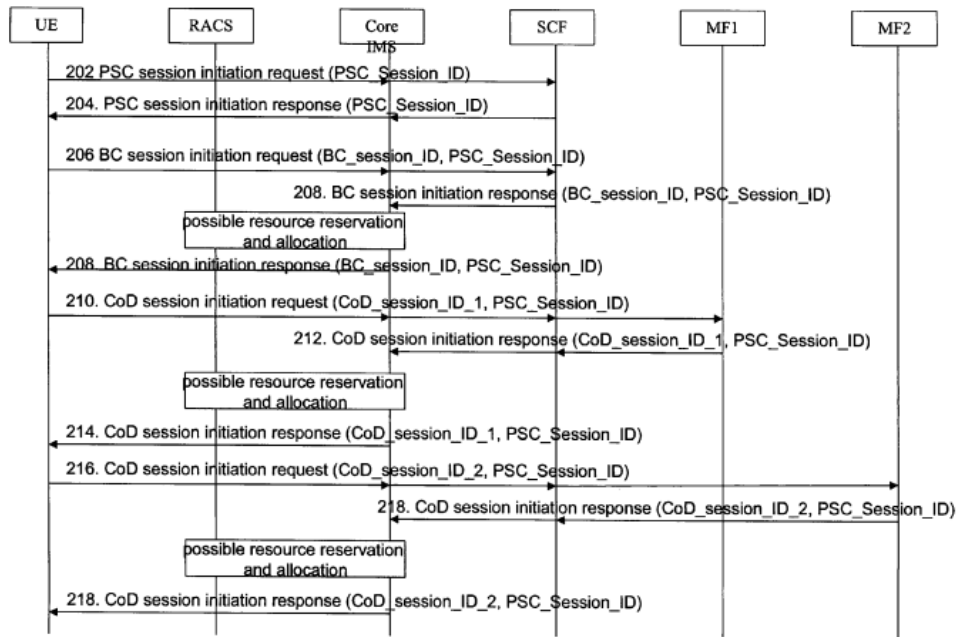 UE
RACS
Core
IMS
SCF
MF1
MF2
202 PSC session initiation request (PSC_Session_ID)
204. PSC session initiation response (PSC_Session_ID)
206 BC session initiation request (BC_session_ID, PSC_Session_ID)
208. BC session initiation response (BC_session_ID, PSC_Session_ID)
possible resource reservation
and allocation
208. BC session initiation response (BC_session_ID, PSC_Session_ID)
210. CoD session initiation request (CoD_session_ID_1, PSC_Session_ID)
212. CoD session initiation response (CoD_session_ID_1, PSC_Session_ID)
possible resource reservation
and allocation
214. CoD session initiation response (CoD_session_ID_1, PSC_Session_ID)
216. CoD session initiation request (CoD_session_ID_2, PSC_Session_ID)
218. CoD session initiation response (CoD_session_ID_2, PSC_Session_ID)
possible resource reservation
and allocation
218. CoD session initiation response (CoD_session_ID_2, PSC_Session_ID)